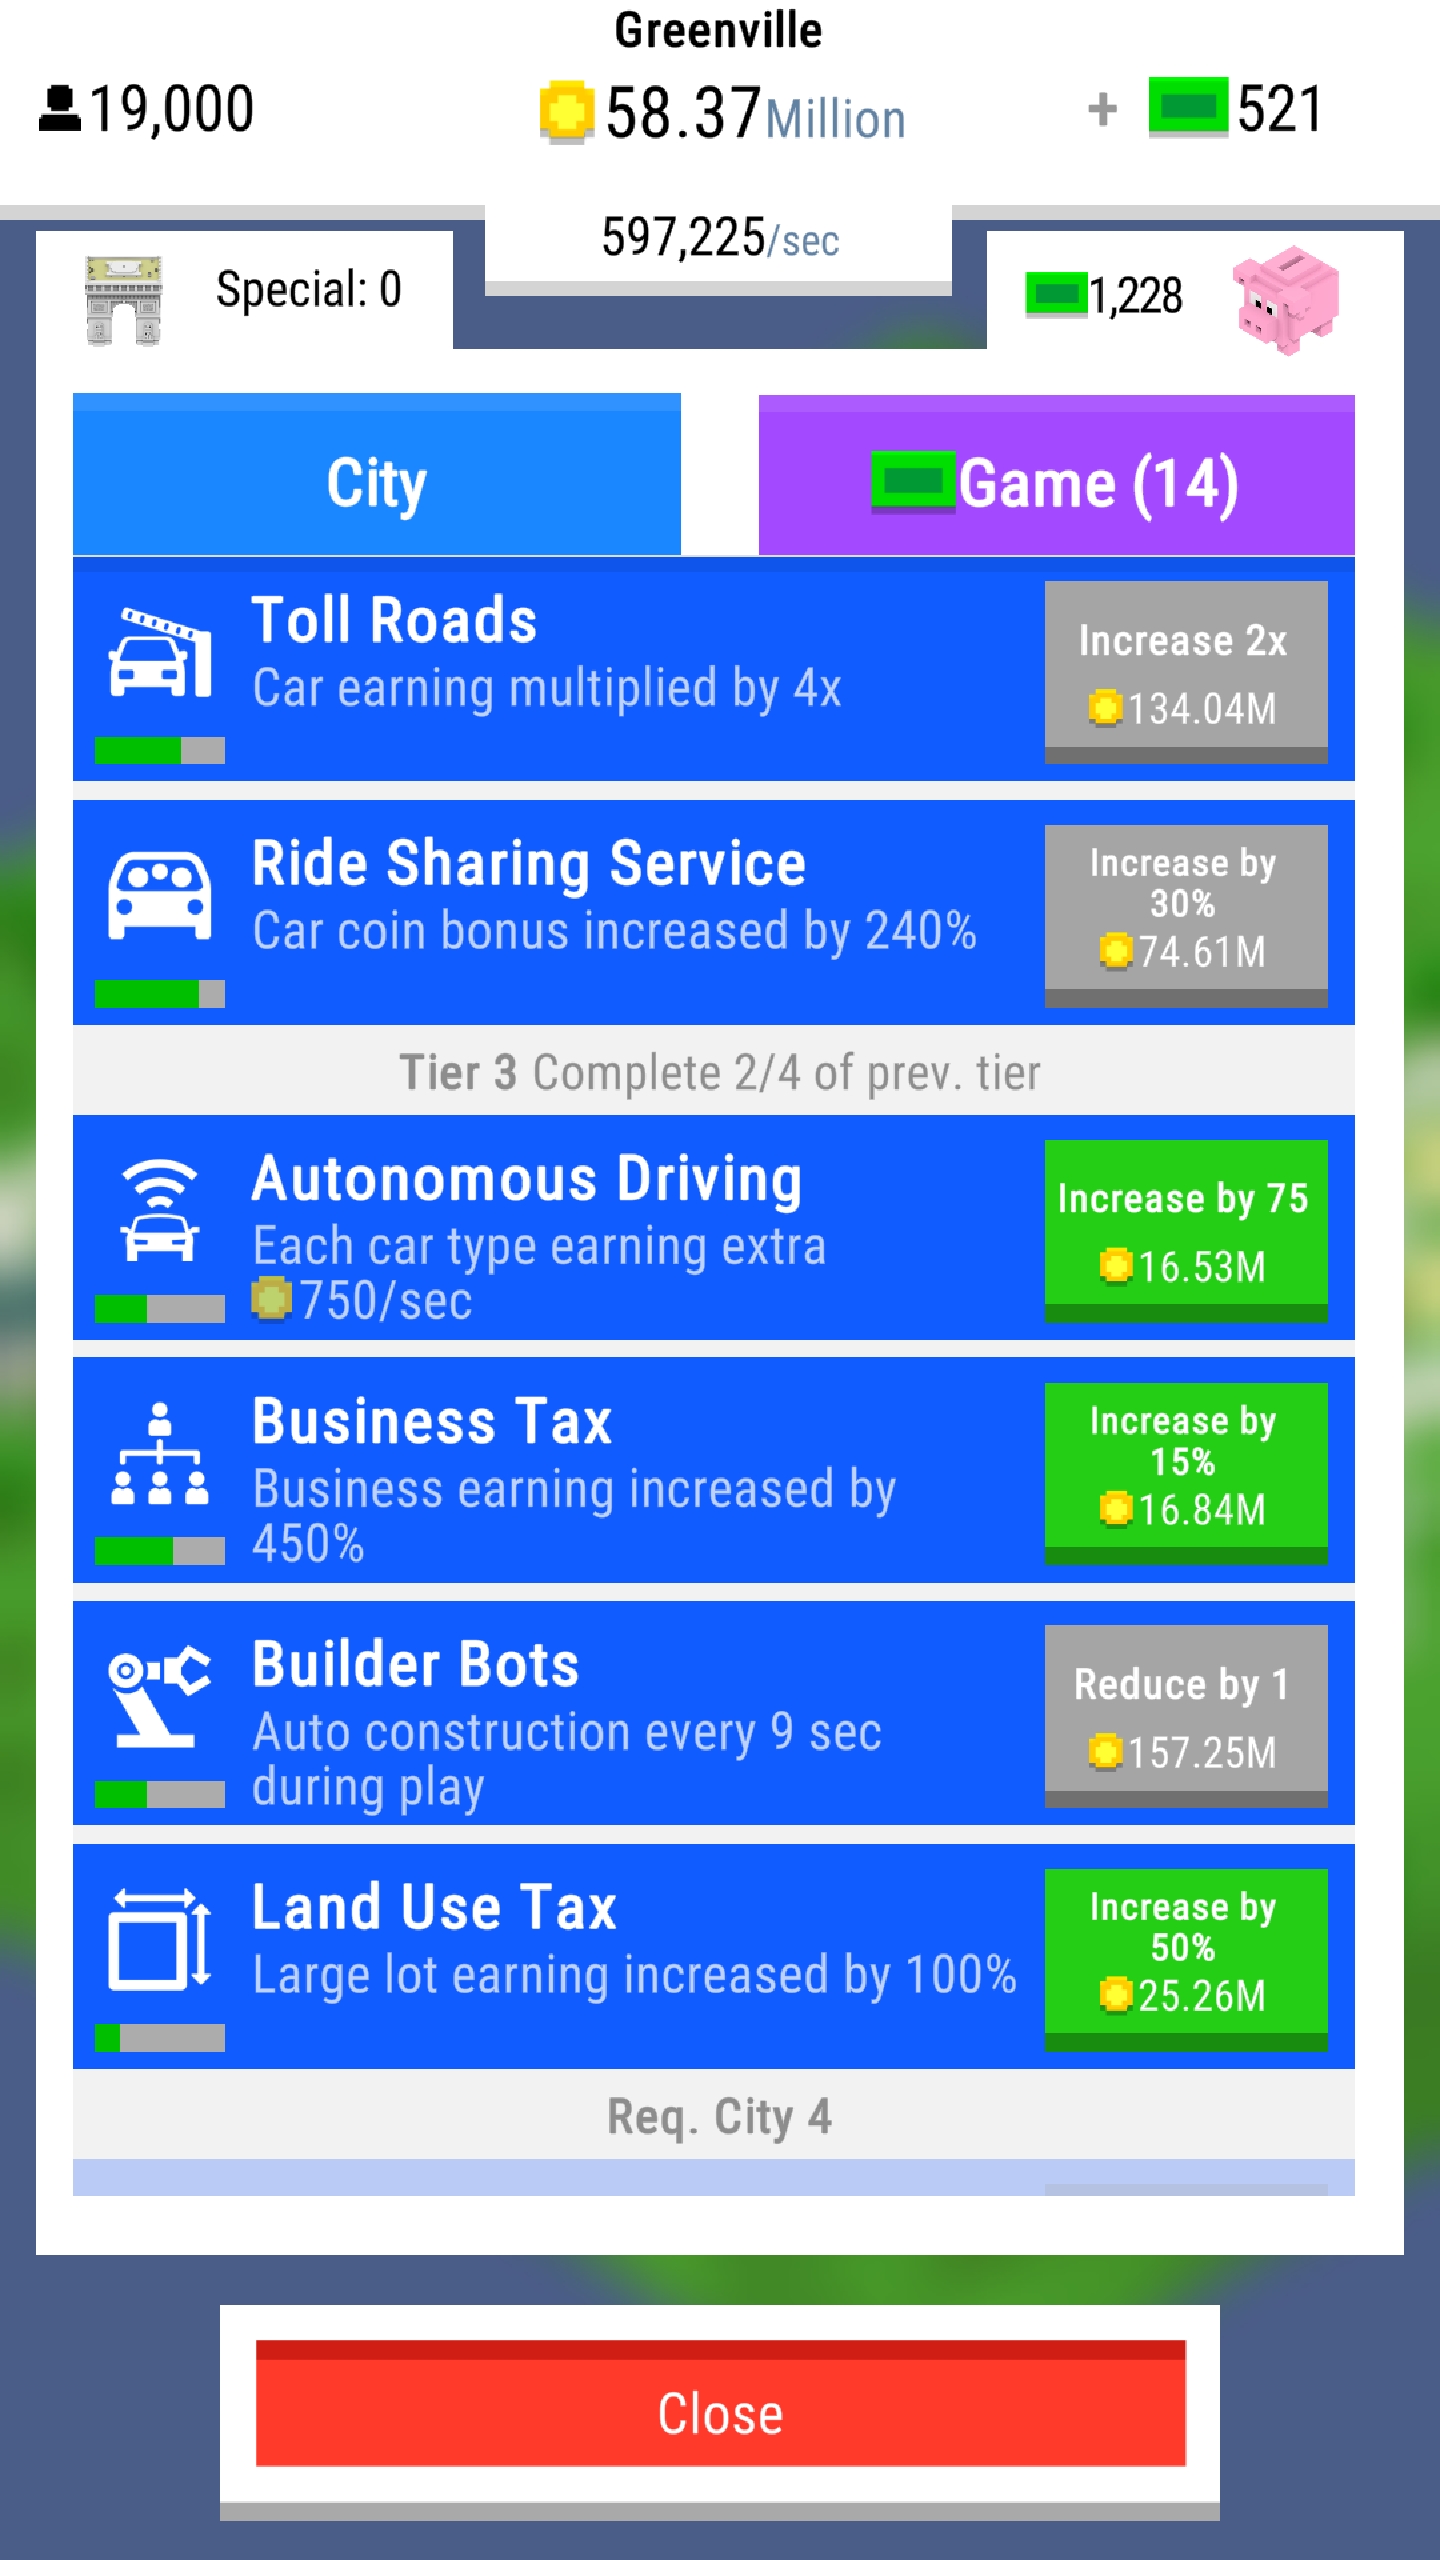 Greenville
19,000
58.37Million
+ 521
597,225/sec
Special: 0
1,228
City
Game (14)
Toll Roads
Car earning multiplied by 4x
Increase 2x
134.04M
Ride Sharing Service
Car coin bonus increased by 240%
Increase by
30%
74.61M
Tier 3 Complete 2/4 of prev. tier
Autonomous Driving
Each car type earning extra
750/sec
Increase by 75
16.53M
Business Tax
Business earning increased by
450%
Increase by
15%
16.84M
Builder Bots
Auto construction every 9 sec
during play
Reduce by 1
157.25M
Land Use Tax
Large lot earning increased by 100%
Increase by
50%
25.26M
Req. City 4
Close